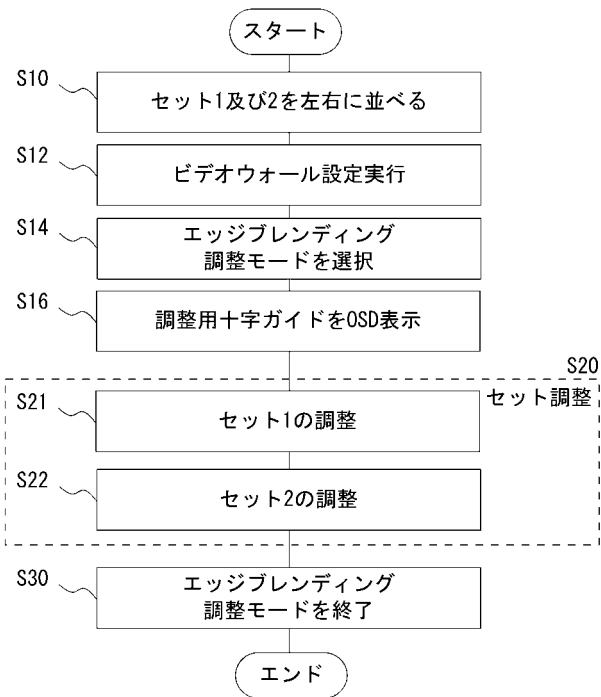 スタート
S10
セット1及び2を左右に並べる
S12
ビデオウォール設定実行
S14
エッジブレンディング
調整モードを選択
S16
調整用十字ガイドをOSD表示
S20
セット調整
S21
セット1の調整
S22
セット2の調整
S30
エッジブレンディング
調整モードを終了
エンド